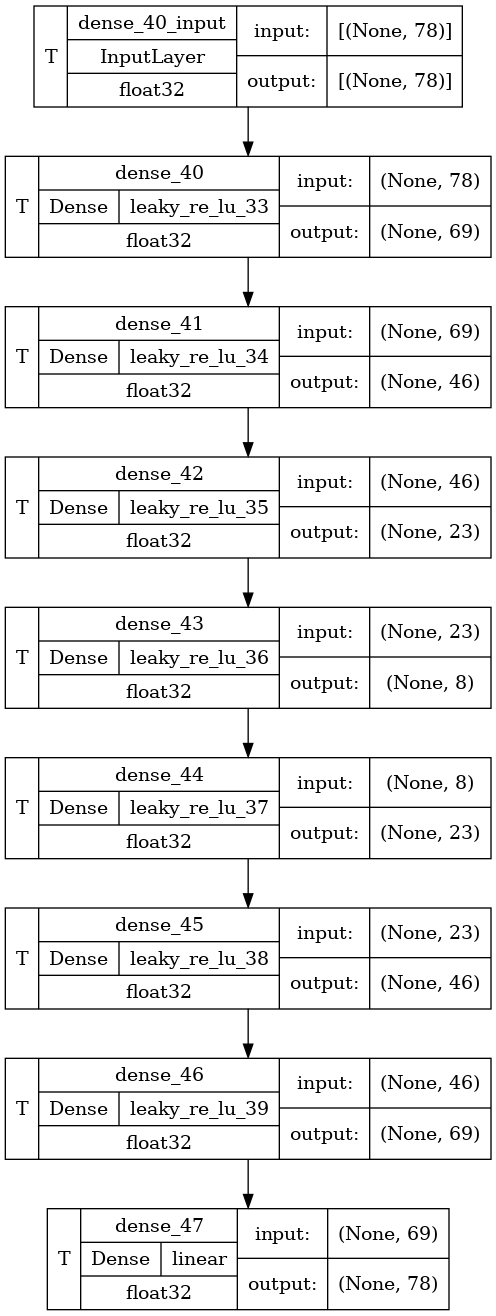 dense_40_input
input:
[(None, 78)]
T
InputLayer
output:
[(None, 78)]
float32
dense_40
input:
(None, 78)
T
Dense
leaky_re_lu_33
output:
(None, 69)
float32
dense_41
input:
(None, 69)
T
Dense
leaky_re_lu_34
output:
(None, 46)
float32
dense_42
input:
(None, 46)
T
Dense
leaky_re_lu_35
output:
(None, 23)
float32
dense_43
input:
(None, 23)
T
Dense
leaky_re_lu_36
output:
(None, 8)
float32
dense_44
input:
(None, 8)
T
Dense
leaky_re_lu_37
output:
(None, 23)
float32
dense_45
input:
(None, 23)
T
Dense
leaky_re_lu_38
output:
(None, 46)
float32
dense_46
input:
(None, 46)
T
Dense
leaky_re_lu_39
output:
(None, 69)
float32
dense_47
input:
(None, 69)
T
Dense
linear
output:
(None, 78)
float32